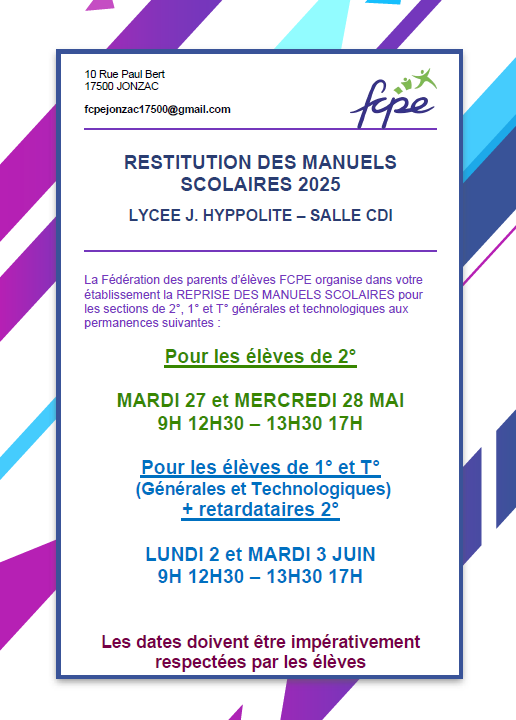 10 Rue Paul Bert
17500 JONZAC
fcpejonzac17500@gmail.com
fcpe
RESTITUTION DES MANUELS
SCOLAIRES 2025
LYCEE J. HYPPOLITE – SALLE CDI
La Fédération des parents d'élèves FCPE organise dans votre
établissement la REPRISE DES MANUELS SCOLAIRES pour
les sections de 2°, 1° et T° générales et technologiques aux
permanences suivantes :
Pour les élèves de 2°
MARDI 27 et MERCREDI 28 MAI
9H 12H30 – 13H30 17H
Pour les élèves de 1° et T°
(Générales et Technologiques)
+ retardataires 2°
LUNDI 2 et MARDI 3 JUIN
9H 12H30 – 13H30 17H
Les dates doivent être impérativement
respectées par les élèves